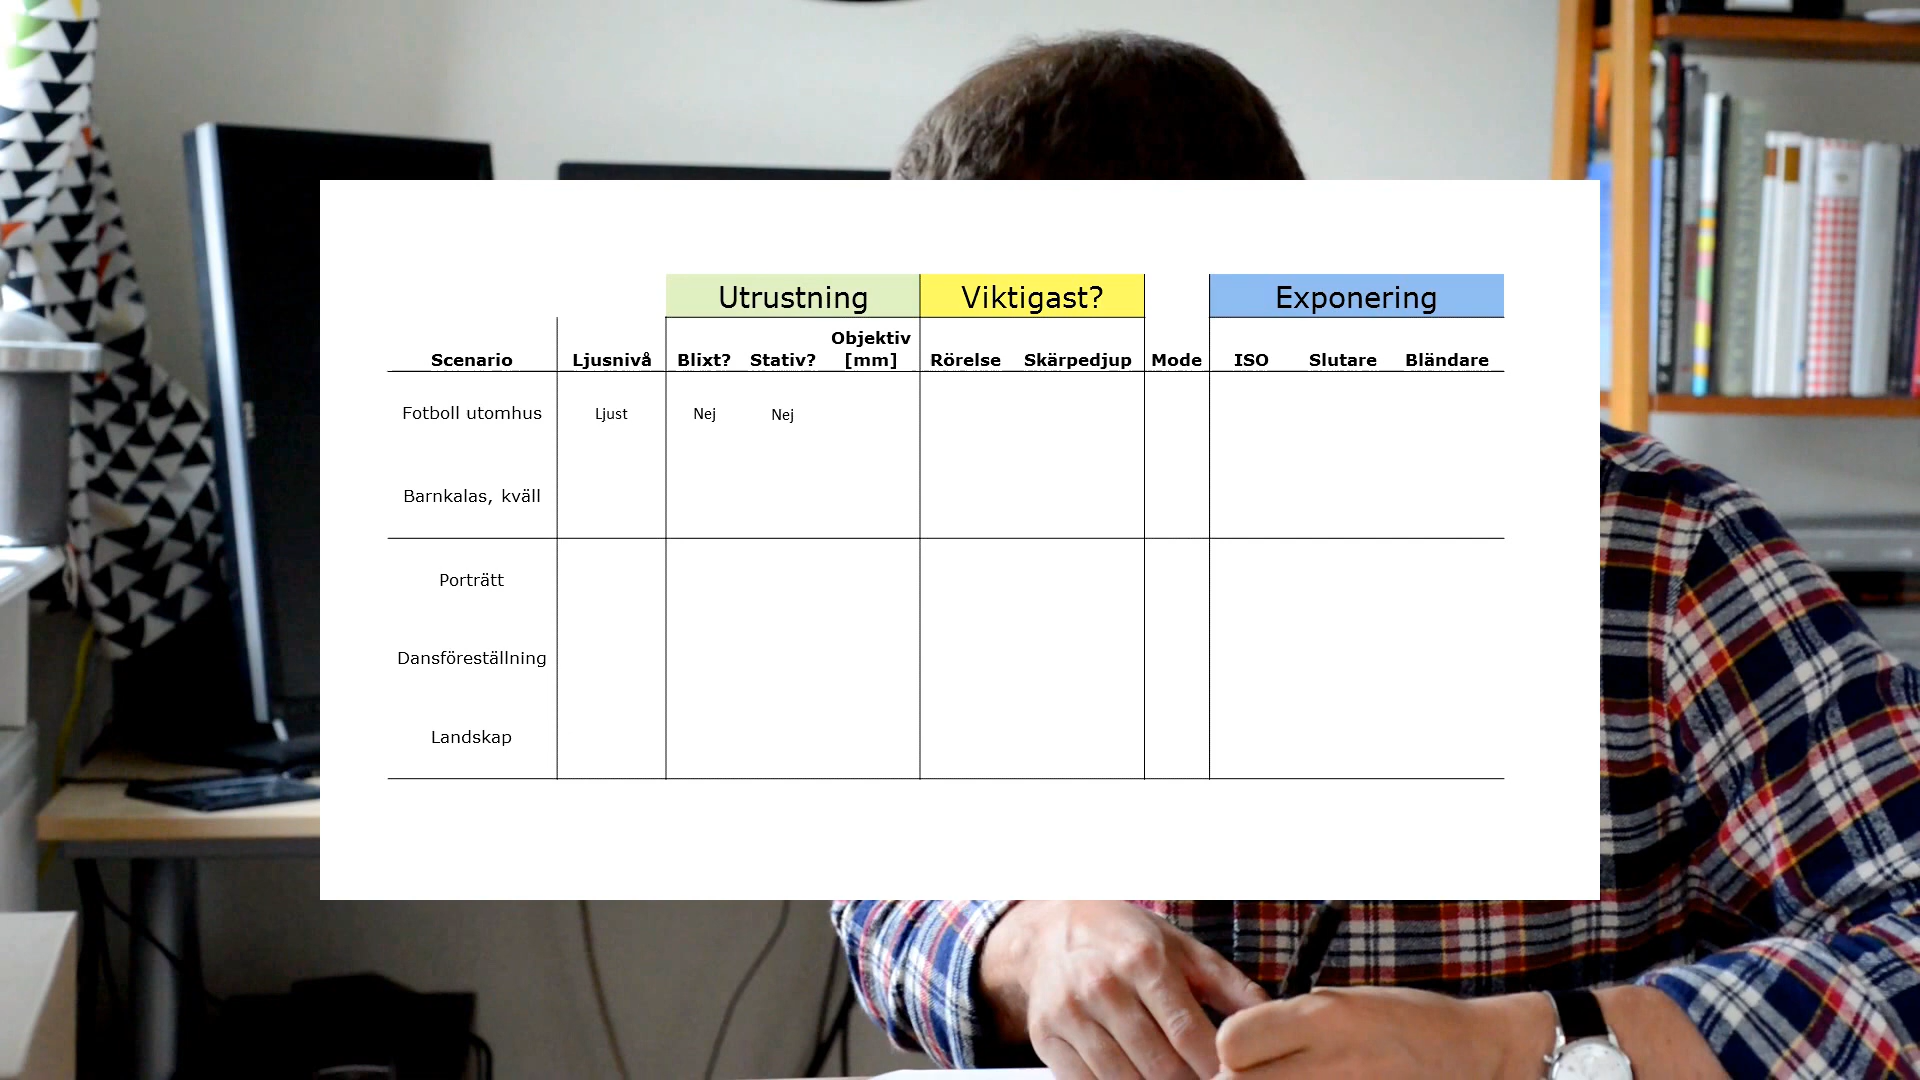 Utrustning Viktigast? Exponering
Scenario Ljusnivå Blixt? Stativ? Objektiv [mm] Rörelse Skärpedjup Mode ISO Slutare Bländare
Fotboll utomhus Ljust Nej Nej
Barnkalas, kväll
Porträtt
Dansföreställning
Landskap